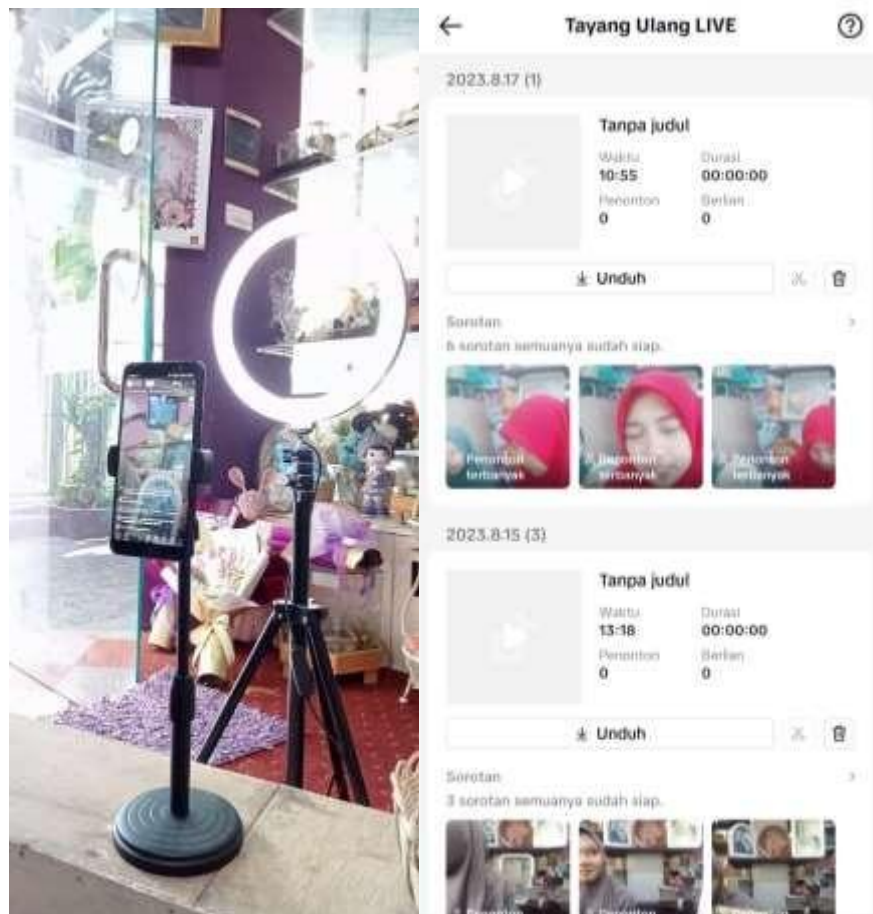 Tayang Ulang LIVE
2023.8.17 (1)
Tanpa judul
Waktu Durasi
10:55 00:00:00
Penonton Berlian
0 0
Unduh
Sorotan
6 sorotan semuanya sudah siap.
Penonton terbanyak
Penonton terbanyak
Penonton terbanyak
2023.8.15 (3)
Tanpa judul
Waktu Durasi
13:18 00:00:00
Penonton Berlian
0 0
Unduh
Sorotan
3 sorotan semuanya sudah siap.
Penonton
Penonton
Penonton